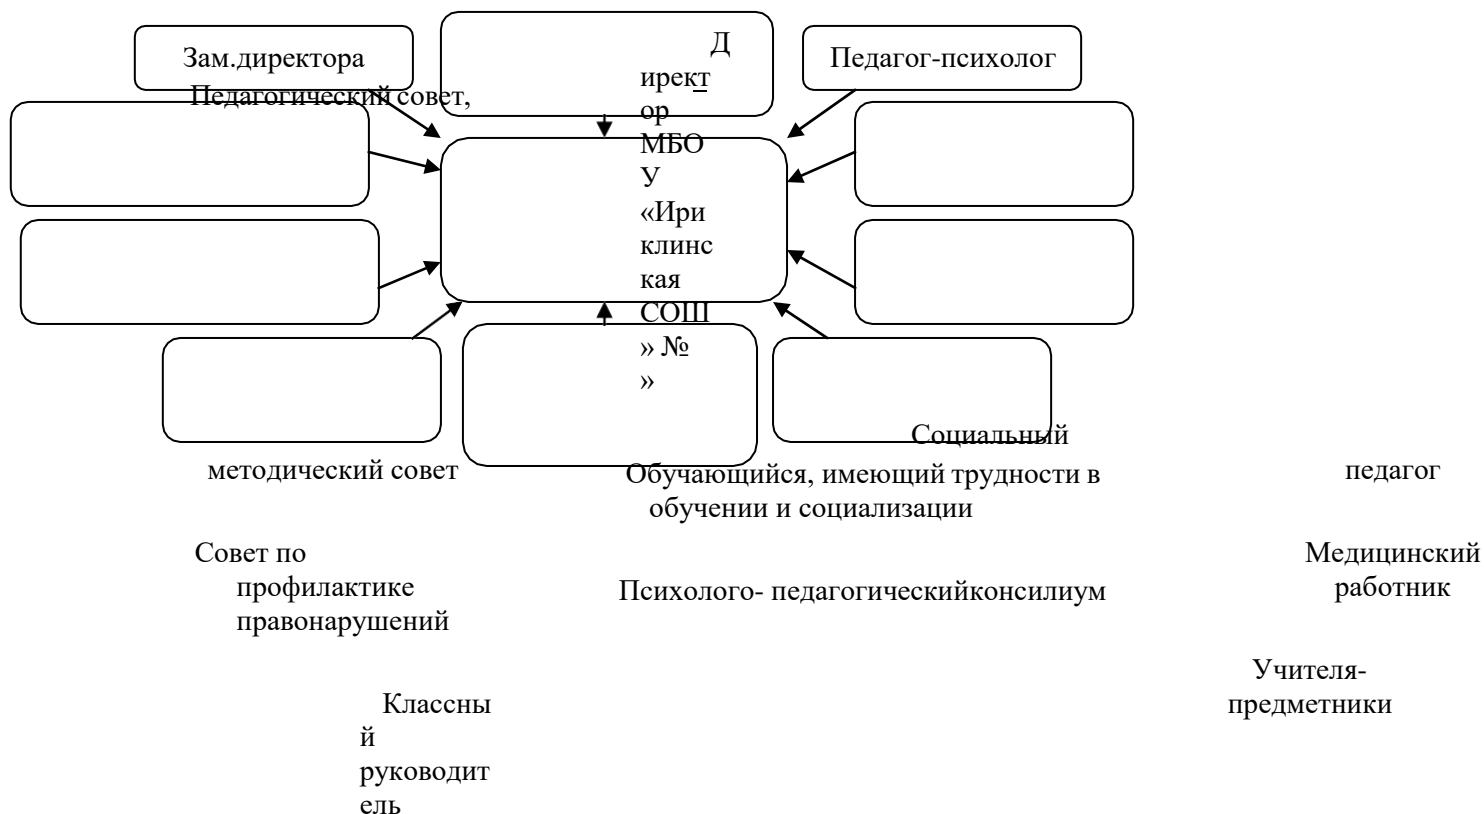 Зам.директора
Педагогический совет,
Д
ирект
ор
МБО
У
«Ири
клинс
кая
СОШ
» №
»
Педагог-психолог
Социальный
методический совет
Обучающийся, имеющий трудности в
обучении и социализации
педагог
Совет по
профилактике
правонарушений
Психолого- педагогическийконсилиум
Медицинский
работник
Учителя-
предметники
Классны
й
руководит
ель